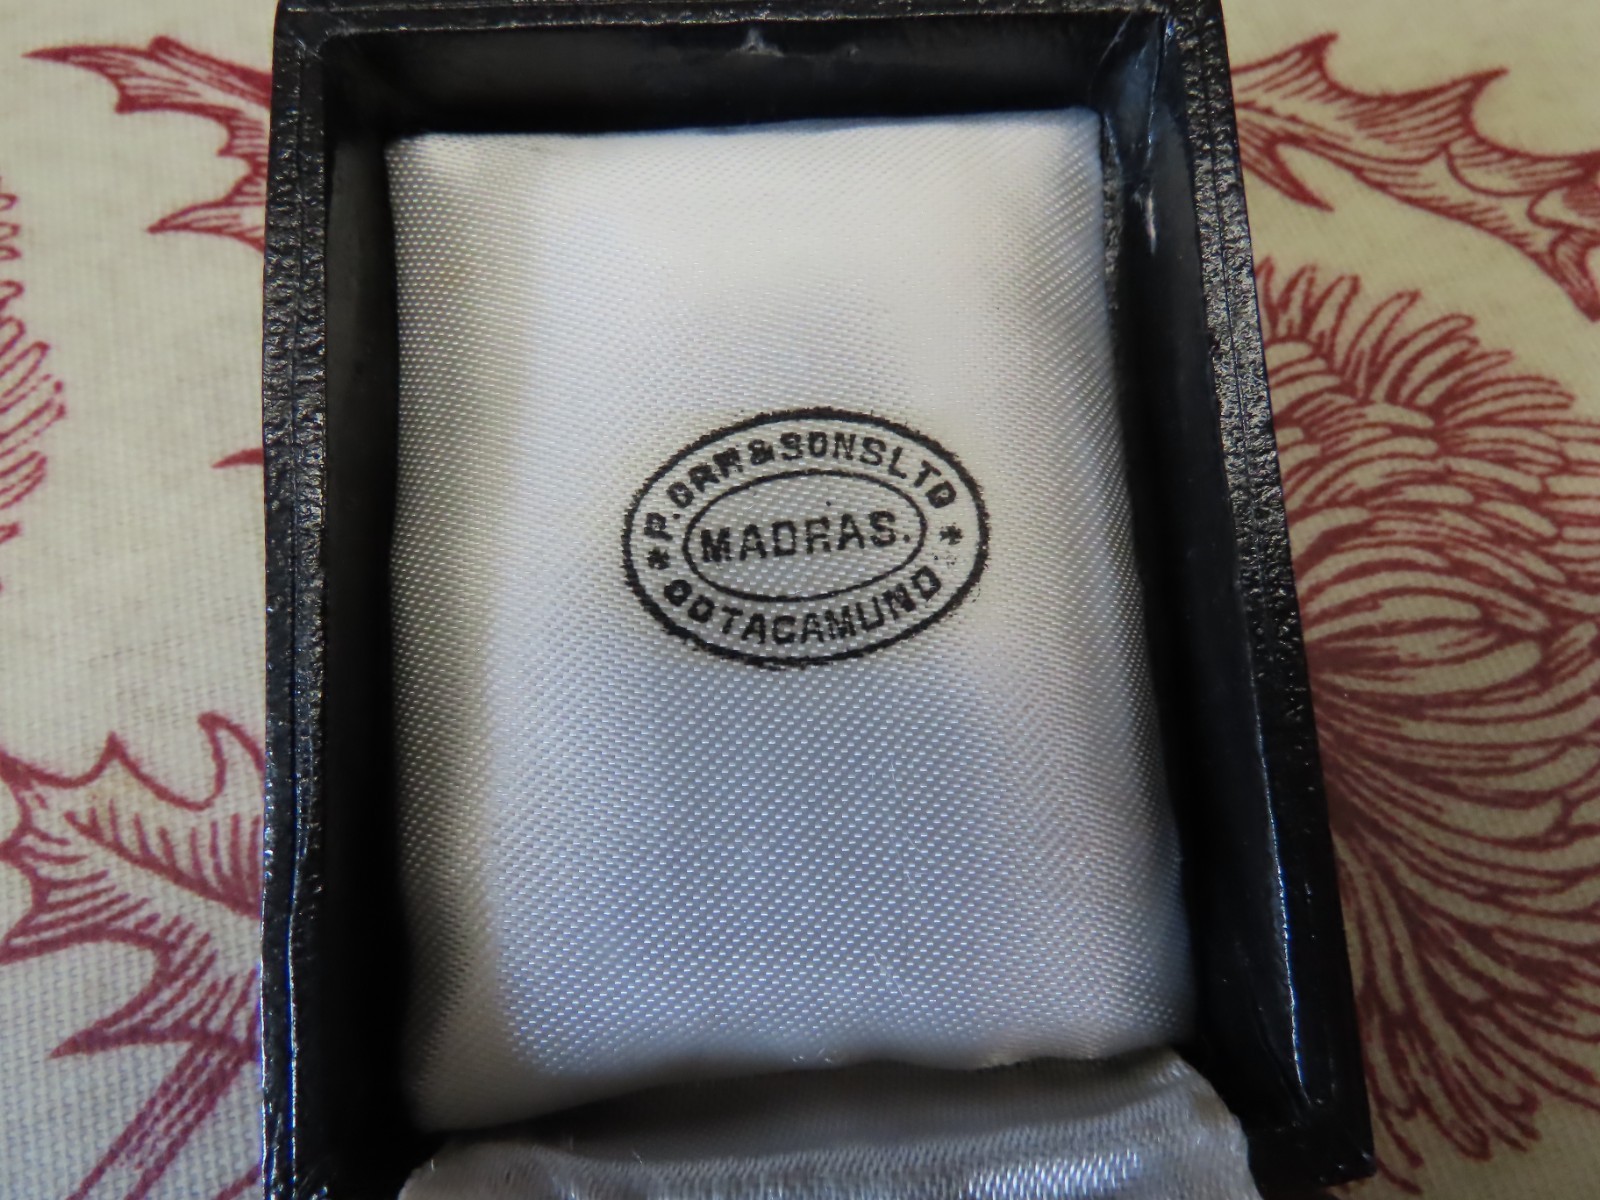 P. ORR & SONS LTD
MADRAS.
OOTACAMUND